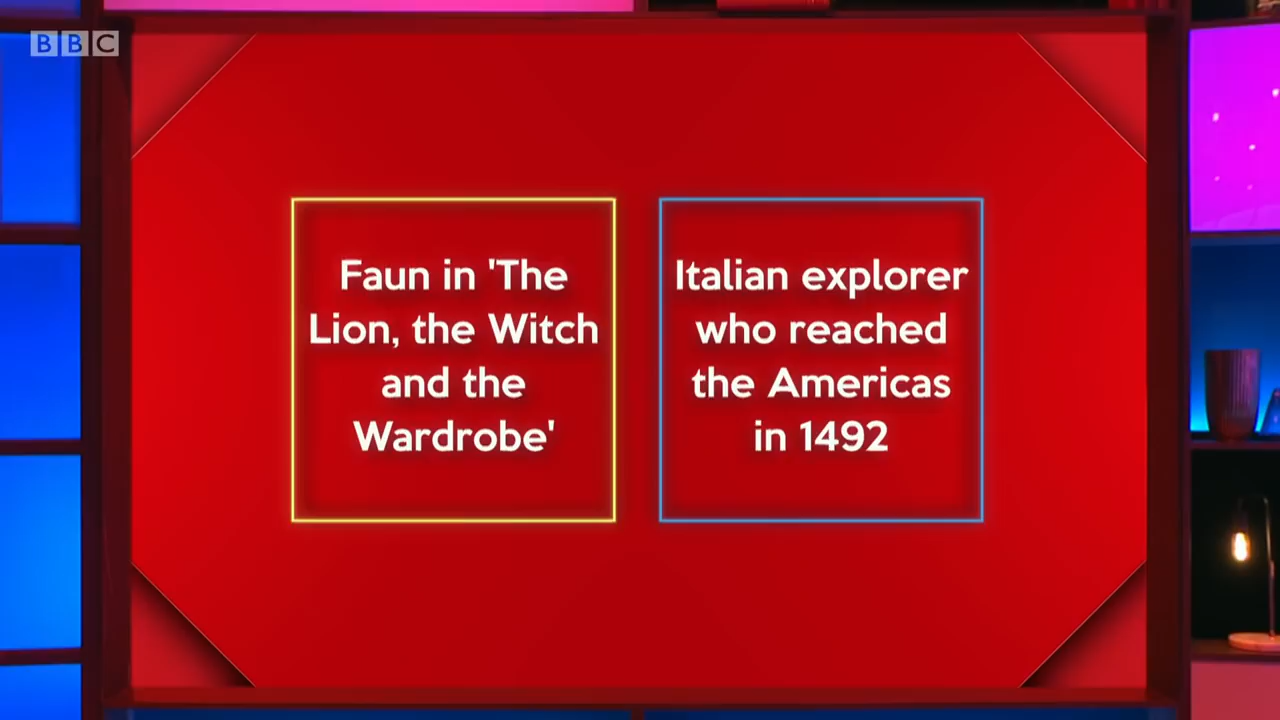 BBC
Faun in 'The
Lion, the Witch
and the
Wardrobe'
Italian explorer
who reached
the Americas
in 1492